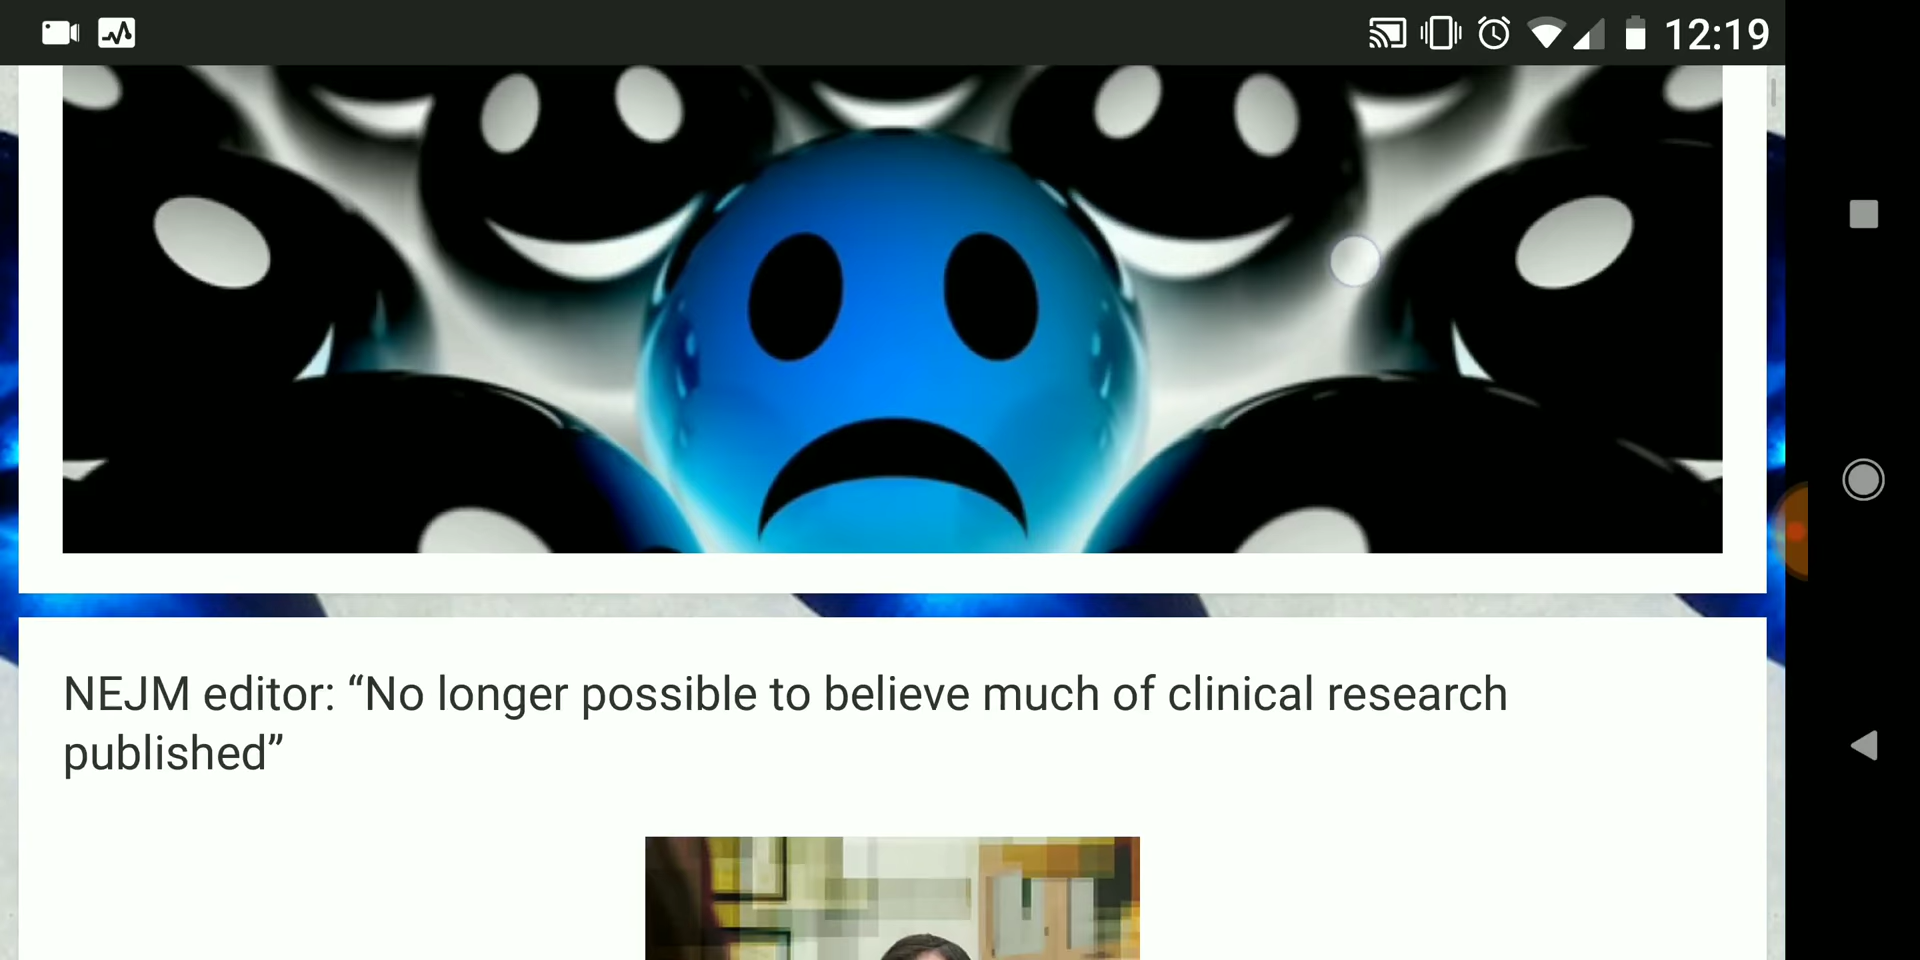 12:19
NEJM editor: “No longer possible to believe much of clinical research
published”